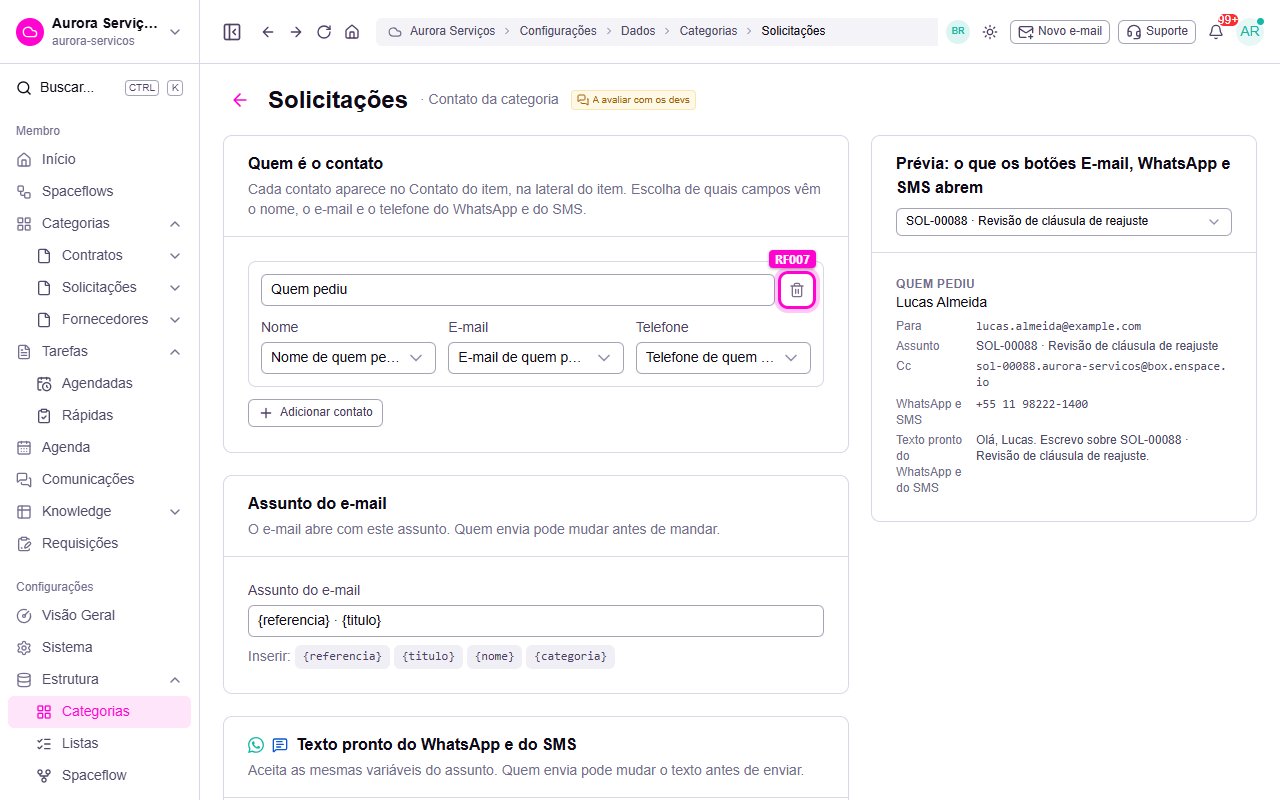 Aurora Serviç...
aurora-servicos
Aurora Serviços
Configurações
Dados
Categorias
Solicitações
BR
Novo e-mail
Suporte
99+
AR
Buscar...
CTRL
K
Membro
Início
Spaceflows
Categorias
Contratos
Solicitações
Fornecedores
Tarefas
Agendadas
Rápidas
Agenda
Comunicações
Knowledge
Requisições
Configurações
Visão Geral
Sistema
Estrutura
Categorias
Listas
Spaceflow
Solicitações
· Contato da categoria
A avaliar com os devs
Quem é o contato
Cada contato aparece no Contato do item, na lateral do item. Escolha de quais campos vêm
o nome, o e-mail e o telefone do WhatsApp e do SMS.
RF007
Quem pediu
Nome
E-mail
Telefone
Nome de quem pe...
E-mail de quem p...
Telefone de quem ...
Adicionar contato
Assunto do e-mail
O e-mail abre com este assunto. Quem envia pode mudar antes de mandar.
Assunto do e-mail
{referencia} · {titulo}
Inserir: {referencia} {titulo} {nome} {categoria}
Texto pronto do WhatsApp e do SMS
Aceita as mesmas variáveis do assunto. Quem envia pode mudar o texto antes de enviar.
Prévia: o que os botões E-mail, WhatsApp e
SMS abrem
SOL-00088 · Revisão de cláusula de reajuste
QUEM PEDIU
Lucas Almeida
Para lucas.almeida@example.com
Assunto SOL-00088 · Revisão de cláusula de reajuste
Cc sol-00088.aurora-servicos@box.enspace.
io
WhatsApp e +55 11 98222-1400
SMS
Texto pronto Olá, Lucas. Escrevo sobre SOL-00088 ·
do Revisão de cláusula de reajuste.
WhatsApp e
do SMS